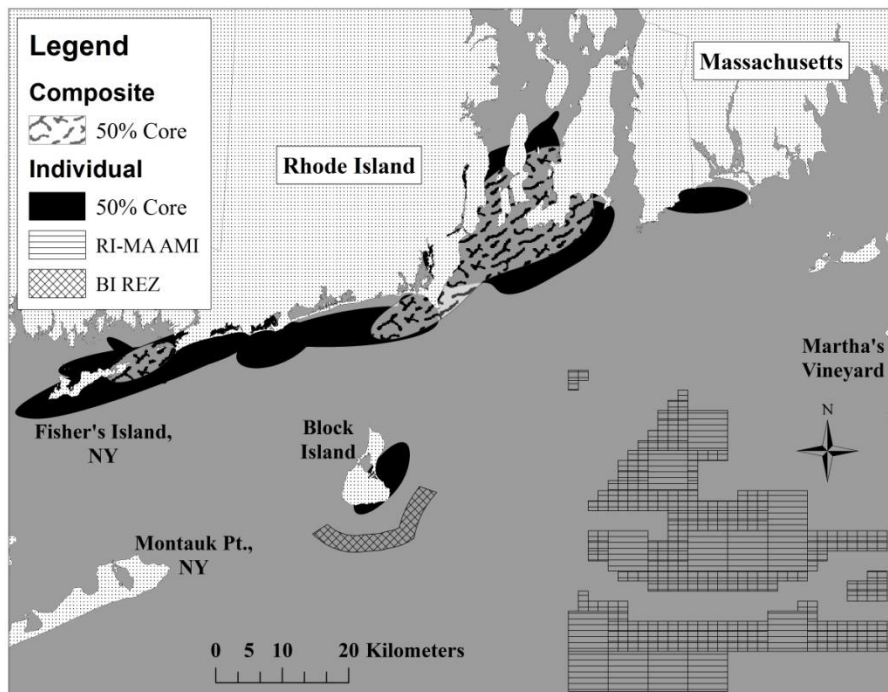 Legend
Composite
50% Core
Individual
50% Core
RI-MA AMI
BI REZ
Massachusetts
Rhode Island
Martha's
Vineyard
N
Fisher's Island,
NY
Block
Island
Montauk Pt.,
NY
0 5 10 20 Kilometers